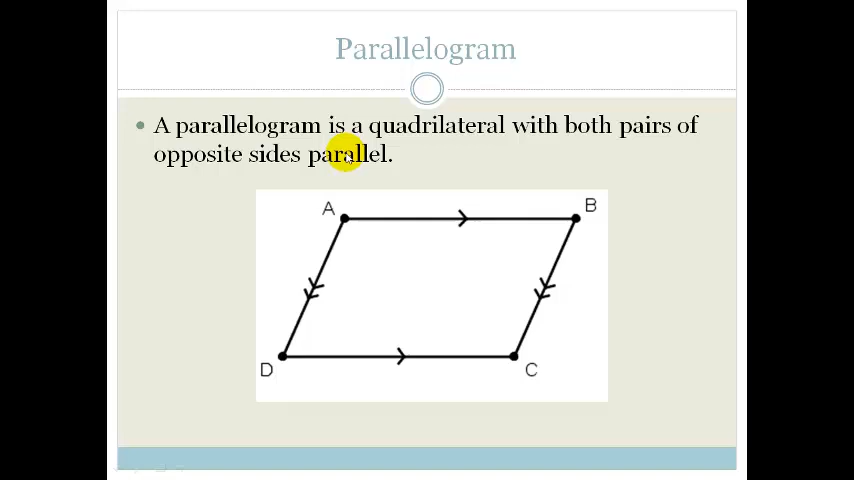 Parallelogram
A parallelogram is a quadrilateral with both pairs of
opposite sides parallel.
A
B
D
C